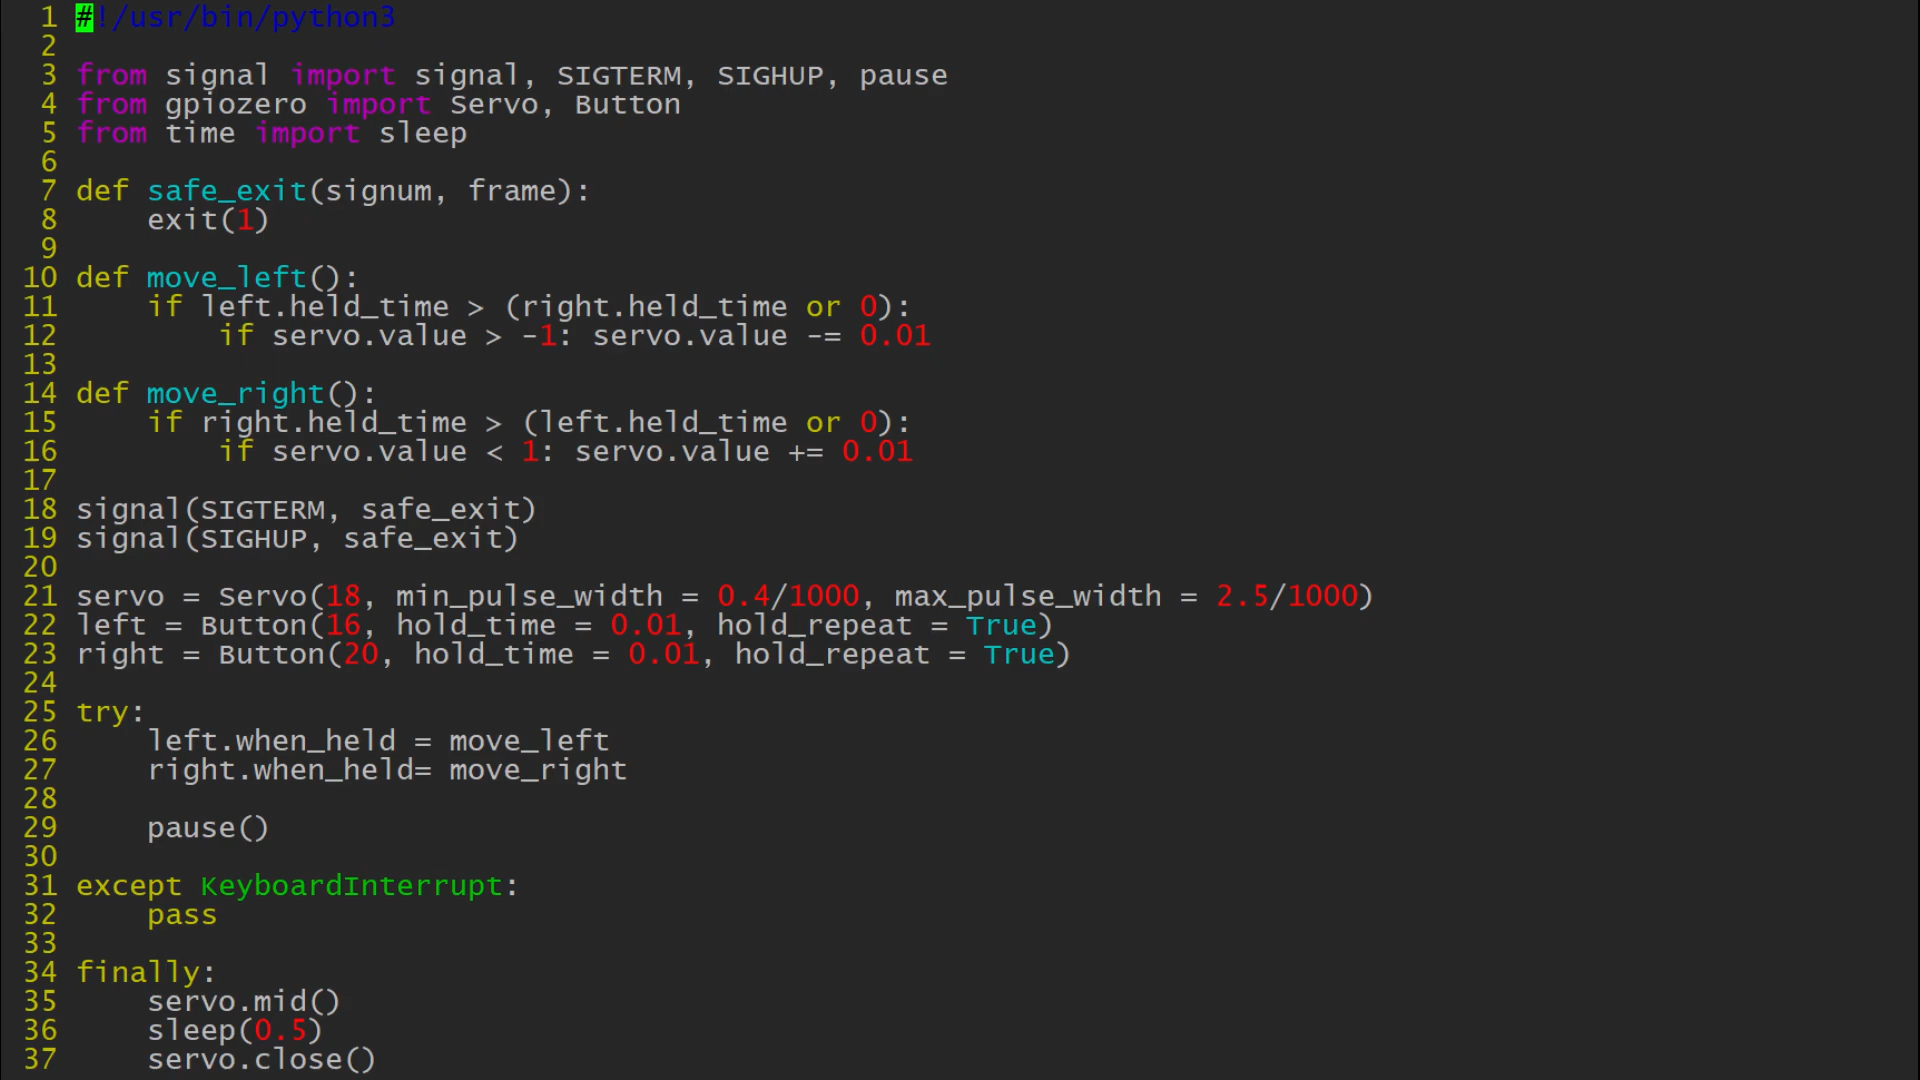 1 #!/usr/bin/python3
2
3 from signal import signal, SIGTERM, SIGHUP, pause
4 from gpiozero import Servo, Button
5 from time import sleep
6
7 def safe_exit(signum, frame):
8     exit(1)
9
10 def move_left():
11     if left.held_time > (right.held_time or 0):
12         if servo.value > -1: servo.value -= 0.01
13
14 def move_right():
15     if right.held_time > (left.held_time or 0):
16         if servo.value < 1: servo.value += 0.01
17
18 signal(SIGTERM, safe_exit)
19 signal(SIGHUP, safe_exit)
20
21 servo = Servo(18, min_pulse_width = 0.4/1000, max_pulse_width = 2.5/1000)
22 left = Button(16, hold_time = 0.01, hold_repeat = True)
23 right = Button(20, hold_time = 0.01, hold_repeat = True)
24
25 try:
26     left.when_held = move_left
27     right.when_held= move_right
28
29     pause()
30
31 except KeyboardInterrupt:
32     pass
33
34 finally:
35     servo.mid()
36     sleep(0.5)
37     servo.close()